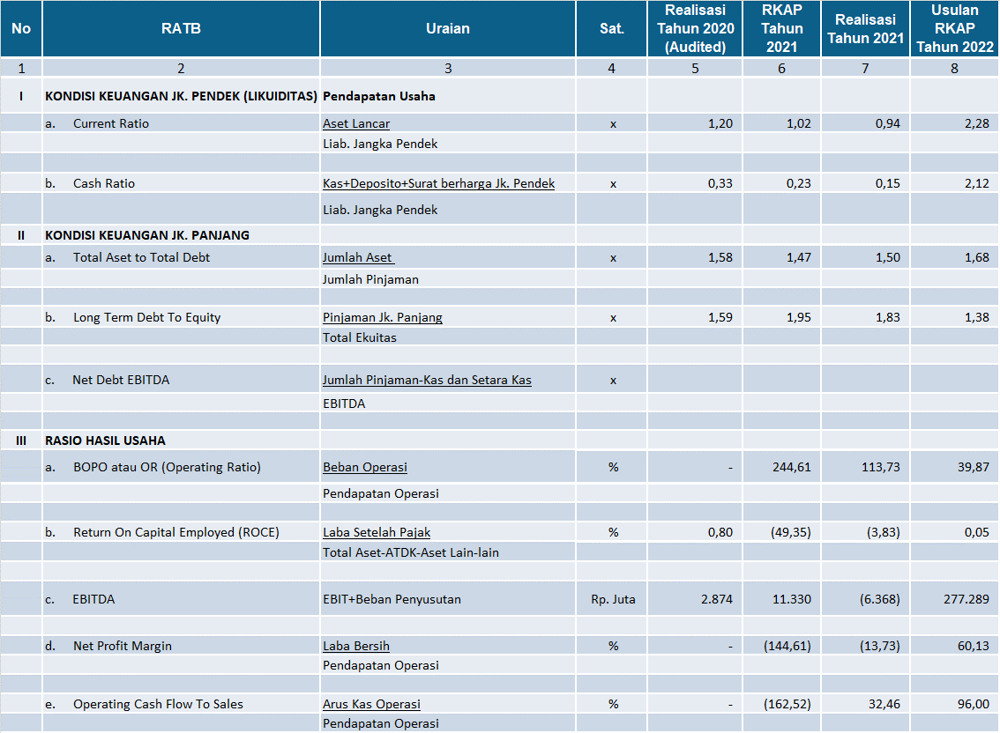 No RATB Uraian Sat. Realisasi Tahun 2020 (Audited) RKAP Tahun 2021 Realisasi Tahun 2021 Usulan RKAP Tahun 2022
1 2 3 4 5 6 7 8
I KONDISI KEUANGAN JK. PENDEK (LIKUIDITAS) Pendapatan Usaha
a. Current Ratio Aset Lancar x 1,20 1,02 0,94 2,28
Liab. Jangka Pendek
b. Cash Ratio Kas+Deposito+Surat berharga Jk. Pendek x 0,33 0,23 0,15 2,12
Liab. Jangka Pendek
II KONDISI KEUANGAN JK. PANJANG
a. Total Aset to Total Debt Jumlah Aset x 1,58 1,47 1,50 1,68
Jumlah Pinjaman
b. Long Term Debt To Equity Pinjaman Jk. Panjang x 1,59 1,95 1,83 1,38
Total Ekuitas
c. Net Debt EBITDA Jumlah Pinjaman-Kas dan Setara Kas x
EBITDA
III RASIO HASIL USAHA
a. BOPO atau OR (Operating Ratio) Beban Operasi % - 244,61 113,73 39,87
Pendapatan Operasi
b. Return On Capital Employed (ROCE) Laba Setelah Pajak % 0,80 (49,35) (3,83) 0,05
Total Aset-ATDK-Aset Lain-lain
c. EBITDA EBIT+Beban Penyusutan Rp. Juta 2.874 11.330 (6.368) 277.289
d. Net Profit Margin Laba Bersih % - (144,61) (13,73) 60,13
Pendapatan Operasi
e. Operating Cash Flow To Sales Arus Kas Operasi % - (162,52) 32,46 96,00
Pendapatan Operasi